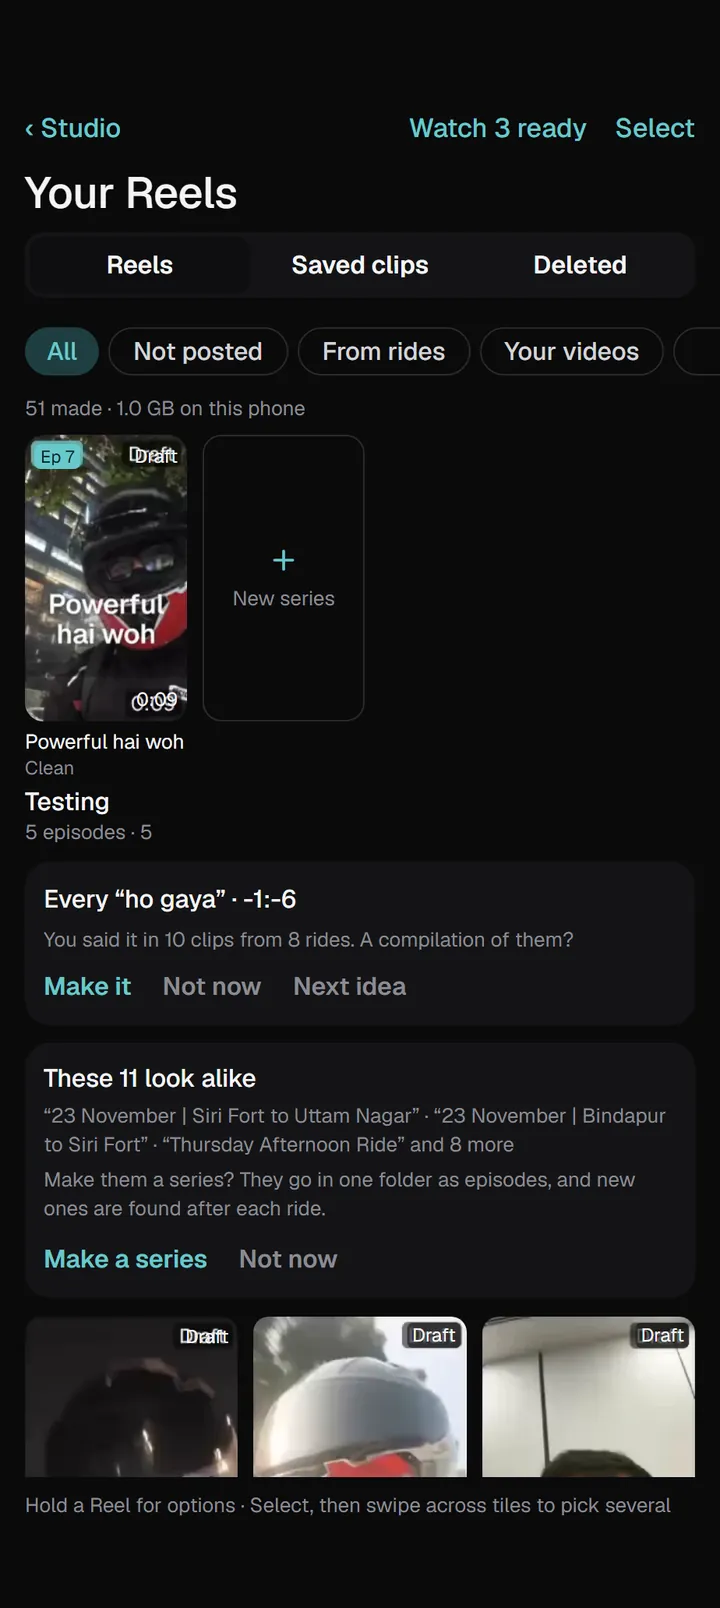 ‹ Studio
Watch 3 ready
Select
Your Reels
Reels
Saved clips
Deleted
All
Not posted
From rides
Your videos
51 made · 1.0 GB on this phone
Ep 7
Draft
Powerful
hai woh
0:09
New series
Powerful hai woh
Clean
Testing
5 episodes · 5
Every “ho gaya” · -1:-6
You said it in 10 clips from 8 rides. A compilation of them?
Make it
Not now
Next idea
These 11 look alike
“23 November | Siri Fort to Uttam Nagar” · “23 November | Bindapur
to Siri Fort” · “Thursday Afternoon Ride” and 8 more
Make them a series? They go in one folder as episodes, and new
ones are found after each ride.
Make a series
Not now
Draft
Draft
Draft
Hold a Reel for options · Select, then swipe across tiles to pick several